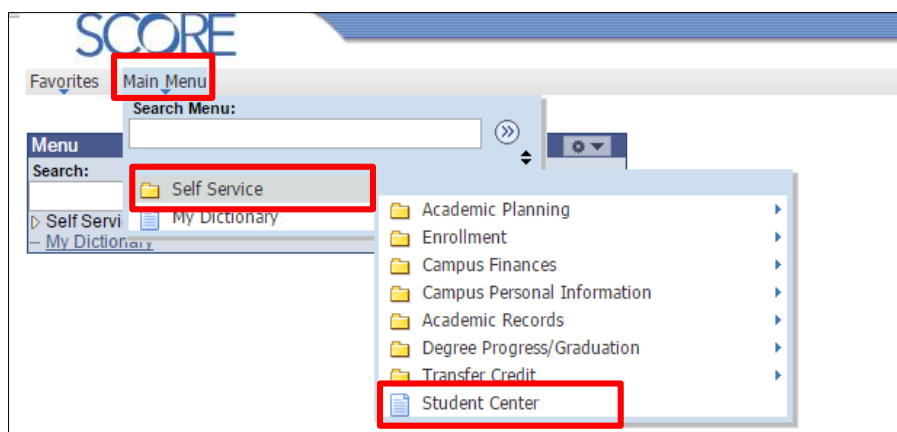 SCORE
Favorites Main Menu
Search Menu:
Menu
Search:
Self Service
My Dictionary
Self Servi
My Dictionary
Academic Planning
Enrollment
Campus Finances
Campus Personal Information
Academic Records
Degree Progress/Graduation
Transfer Credit
Student Center